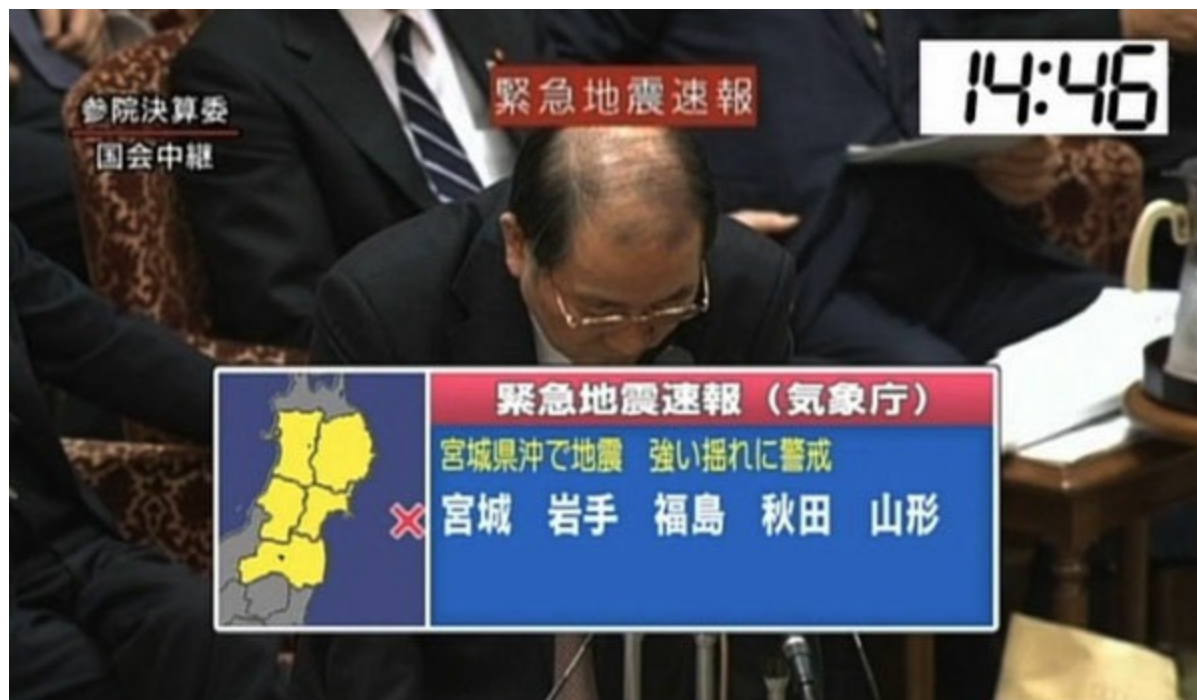 参院決算委
国会中継
緊急地震速報
14:46
緊急地震速報（気象庁）
宮城県沖で地震　強い揺れに警戒
宮城　岩手　福島　秋田　山形